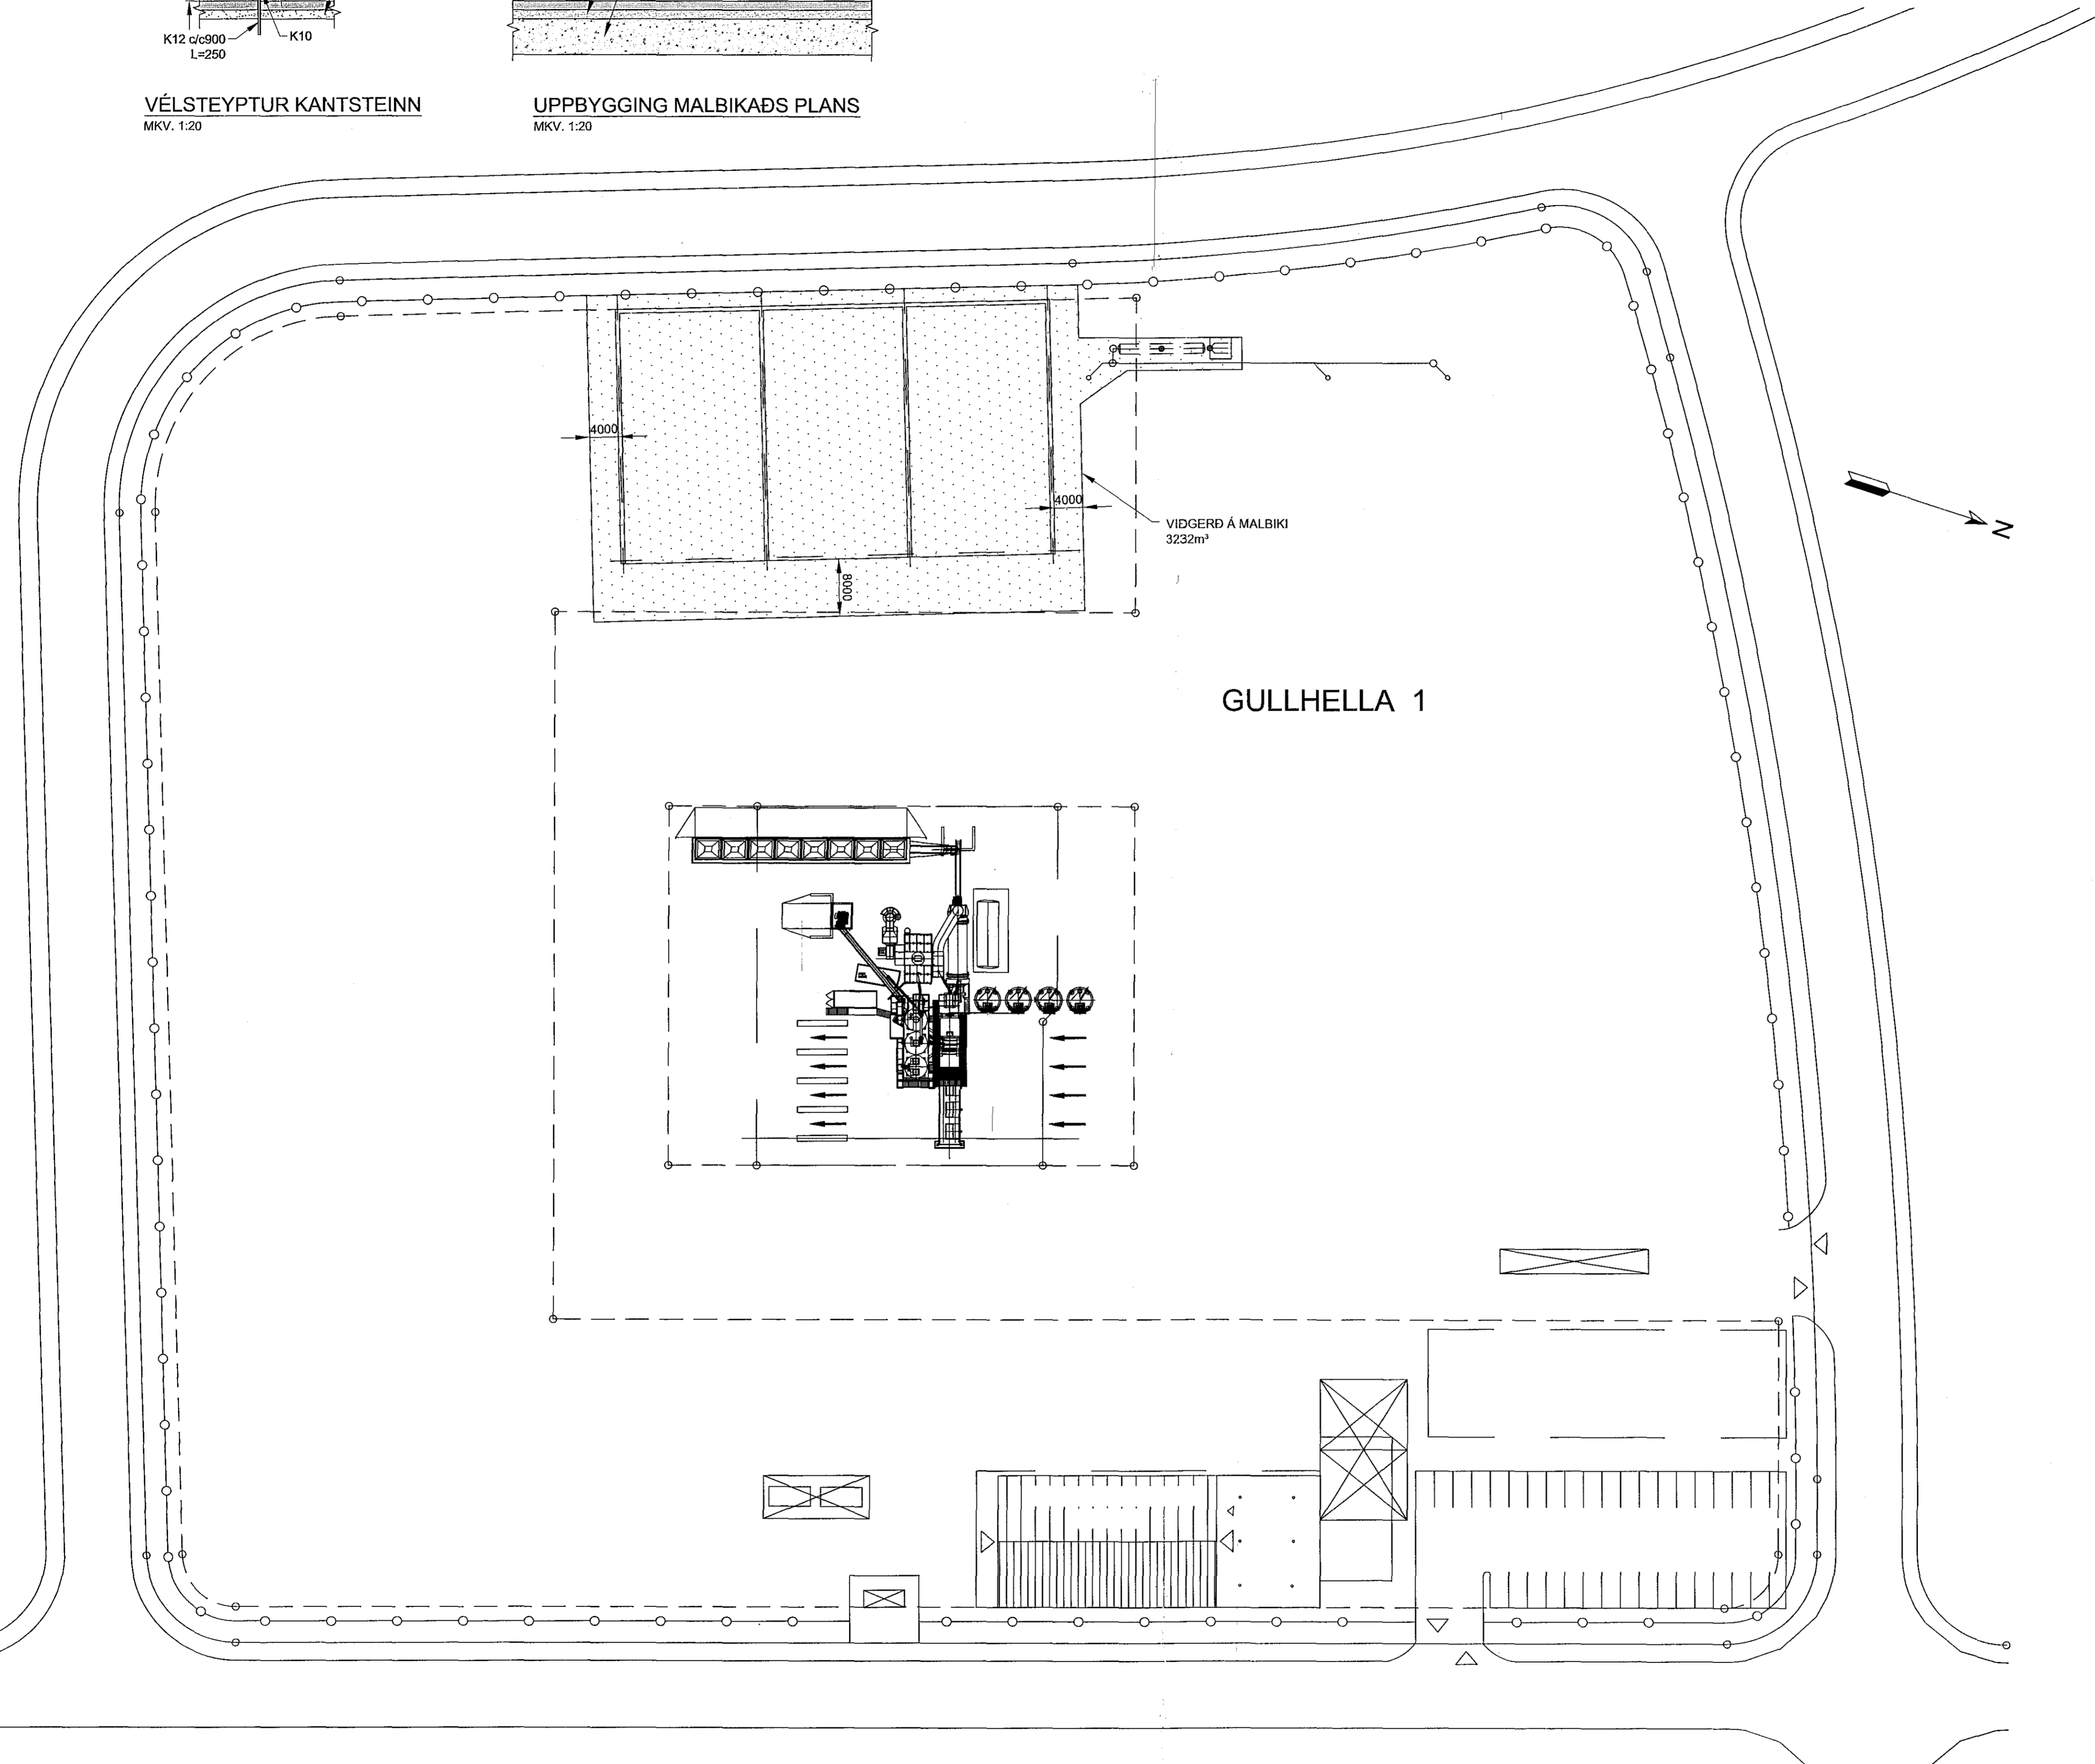 K12 c/c900
L=250
K10
VÉLSTEYPTUR KANTSTEINN
MKV. 1:20
UPPBYGGING MALBIKAÐS PLANS
MKV. 1:20
4000
4000
VIÐGERÐ Á MALBIKI
3232m³
8000
N
GULLHELLA 1